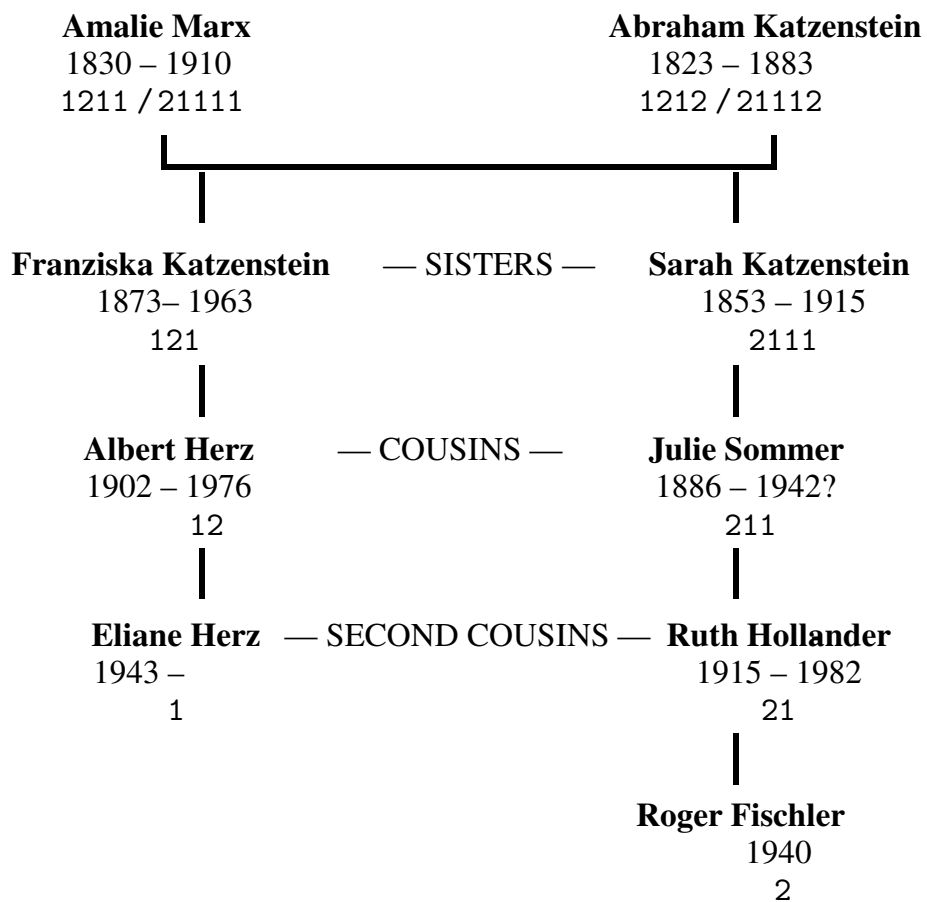 Amalie Marx Abraham Katzenstein
1830 – 1910 1823 – 1883
1211 / 21111 1212 / 21112
Franziska Katzenstein — SISTERS — Sarah Katzenstein
1873– 1963 1853 – 1915
121 2111
Albert Herz — COUSINS — Julie Sommer
1902 – 1976 1886 – 1942?
12 211
Eliane Herz — SECOND COUSINS — Ruth Hollander
1943 – 1915 – 1982
1 21
Roger Fischler
1940
2